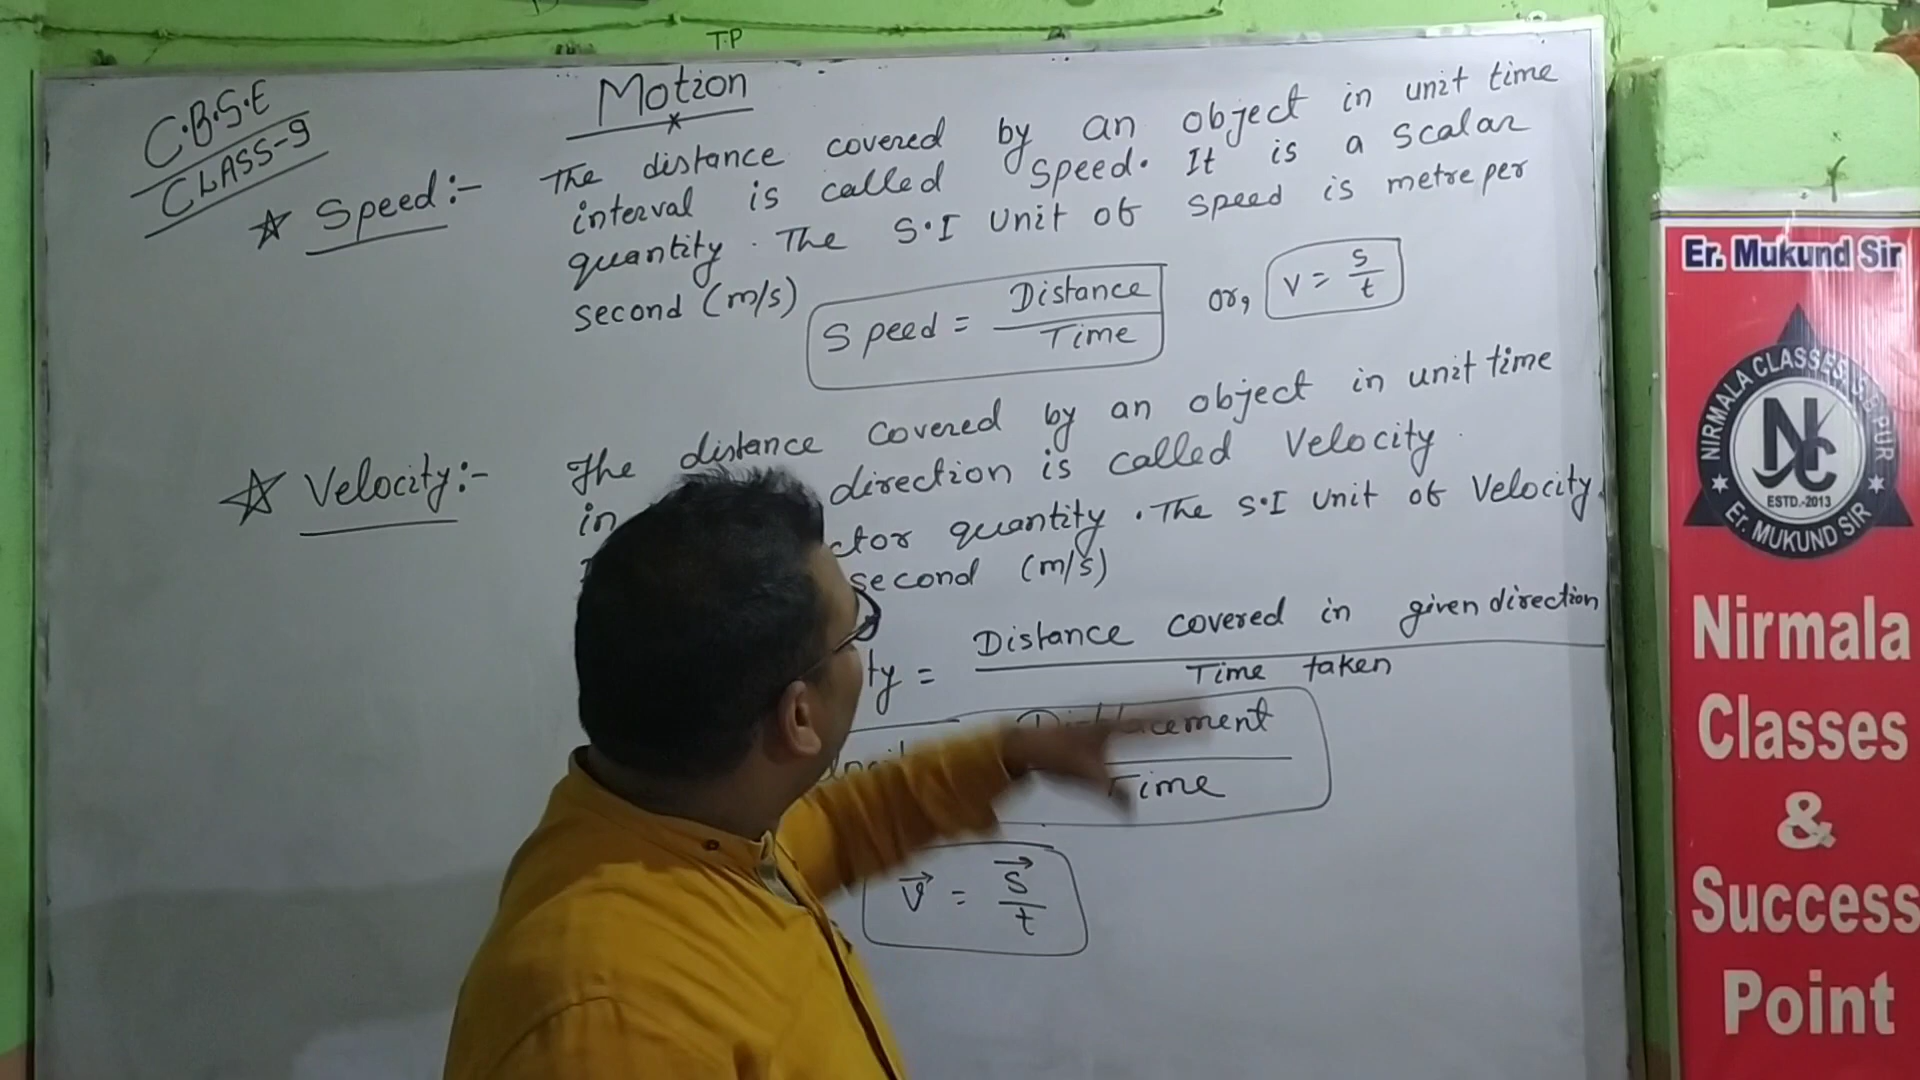 T.P
C.B.S.E
CLASS-9
Motion
Speed:- The distance covered by an object in unit time
interval is called speed. It is a scalar
quantity. The S.I Unit of speed is metre per
second (m/s)
Speed = Distance / Time or, v = s / t
Velocity:- The distance covered by an object in unit time
in direction is called Velocity.
ctor quantity. The S.I Unit of Velocity
second (m/s)
ty = Distance covered in given direction / Time taken
Displacement / Time
v⃗ = s⃗ / t
Er. Mukund Sir
NIRMALA CLASSES
NC
ESTD.-2013
Er. MUKUND SIR
Nirmala
Classes
&
Success
Point